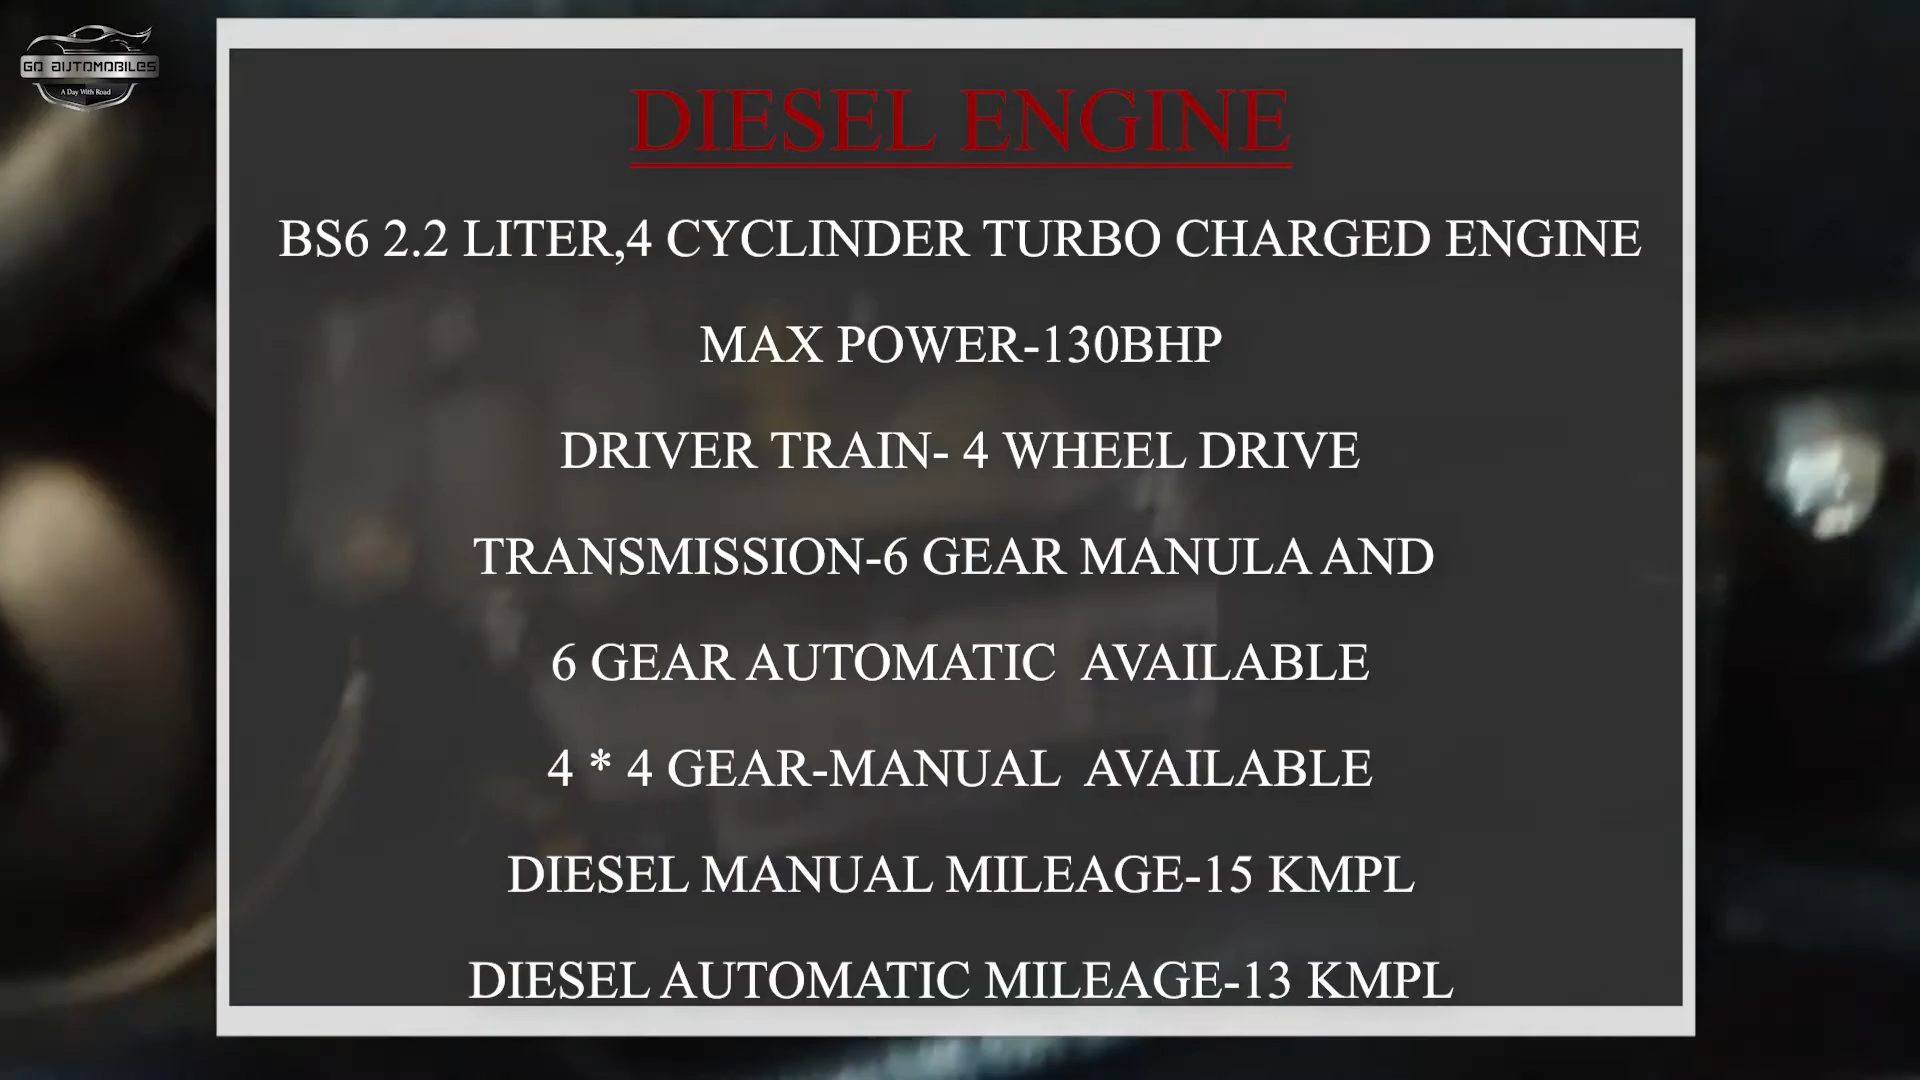 GO AUTOMOBILES
A Day With Road
DIESEL ENGINE
BS6 2.2 LITER,4 CYCLINDER TURBO CHARGED ENGINE
MAX POWER-130BHP
DRIVER TRAIN- 4 WHEEL DRIVE
TRANSMISSION-6 GEAR MANULA AND
6 GEAR AUTOMATIC  AVAILABLE
4 * 4 GEAR-MANUAL  AVAILABLE
DIESEL MANUAL MILEAGE-15 KMPL
DIESEL AUTOMATIC MILEAGE-13 KMPL